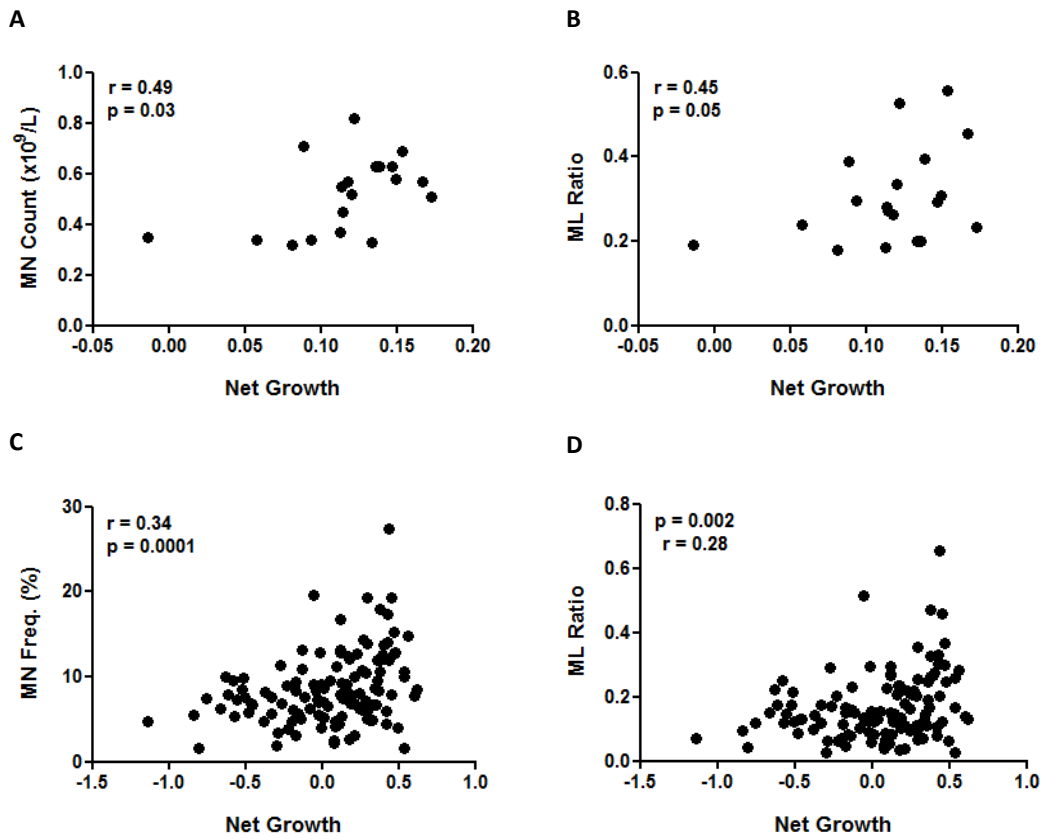 A
r = 0.49
p = 0.03
MN Count (x10⁹/L)
1.0
0.8
0.6
0.4
0.2
0.0
-0.05
0.00
0.05
0.10
0.15
0.20
Net Growth
B
r = 0.45
p = 0.05
ML Ratio
0.6
0.4
0.2
0.0
-0.05
0.00
0.05
0.10
0.15
0.20
Net Growth
C
r = 0.34
p = 0.0001
MN Freq. (%)
30
20
10
0
-1.5
-1.0
-0.5
0.0
0.5
1.0
Net Growth
D
p = 0.002
r = 0.28
ML Ratio
0.8
0.6
0.4
0.2
0.0
-1.5
-1.0
-0.5
0.0
0.5
1.0
Net Growth